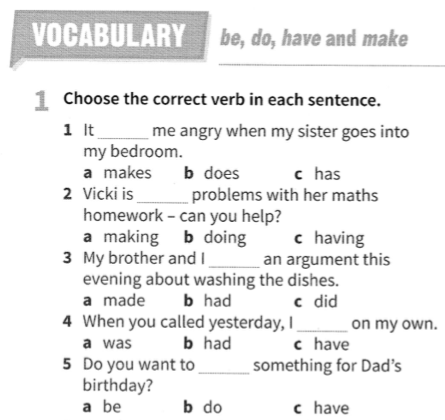 VOCABULARY be, do, have and make
1 Choose the correct verb in each sentence.
1 It ______ me angry when my sister goes into
my bedroom.
a makes b does c has
2 Vicki is ______ problems with her maths
homework – can you help?
a making b doing c having
3 My brother and I ______ an argument this
evening about washing the dishes.
a made b had c did
4 When you called yesterday, I ______ on my own.
a was b had c have
5 Do you want to ______ something for Dad's
birthday?
a be b do c have